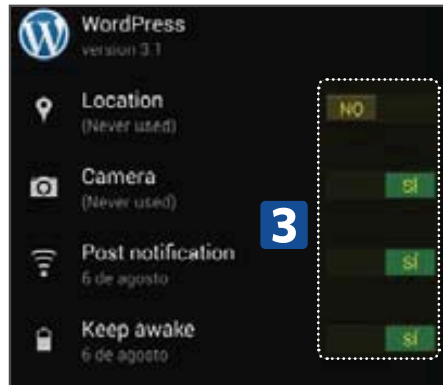 WordPress
version 3.1
Location
(Never used)
NO
Camera
(Never used)
SÍ
3
Post notification
6 de agosto
SÍ
Keep awake
6 de agosto
SÍ